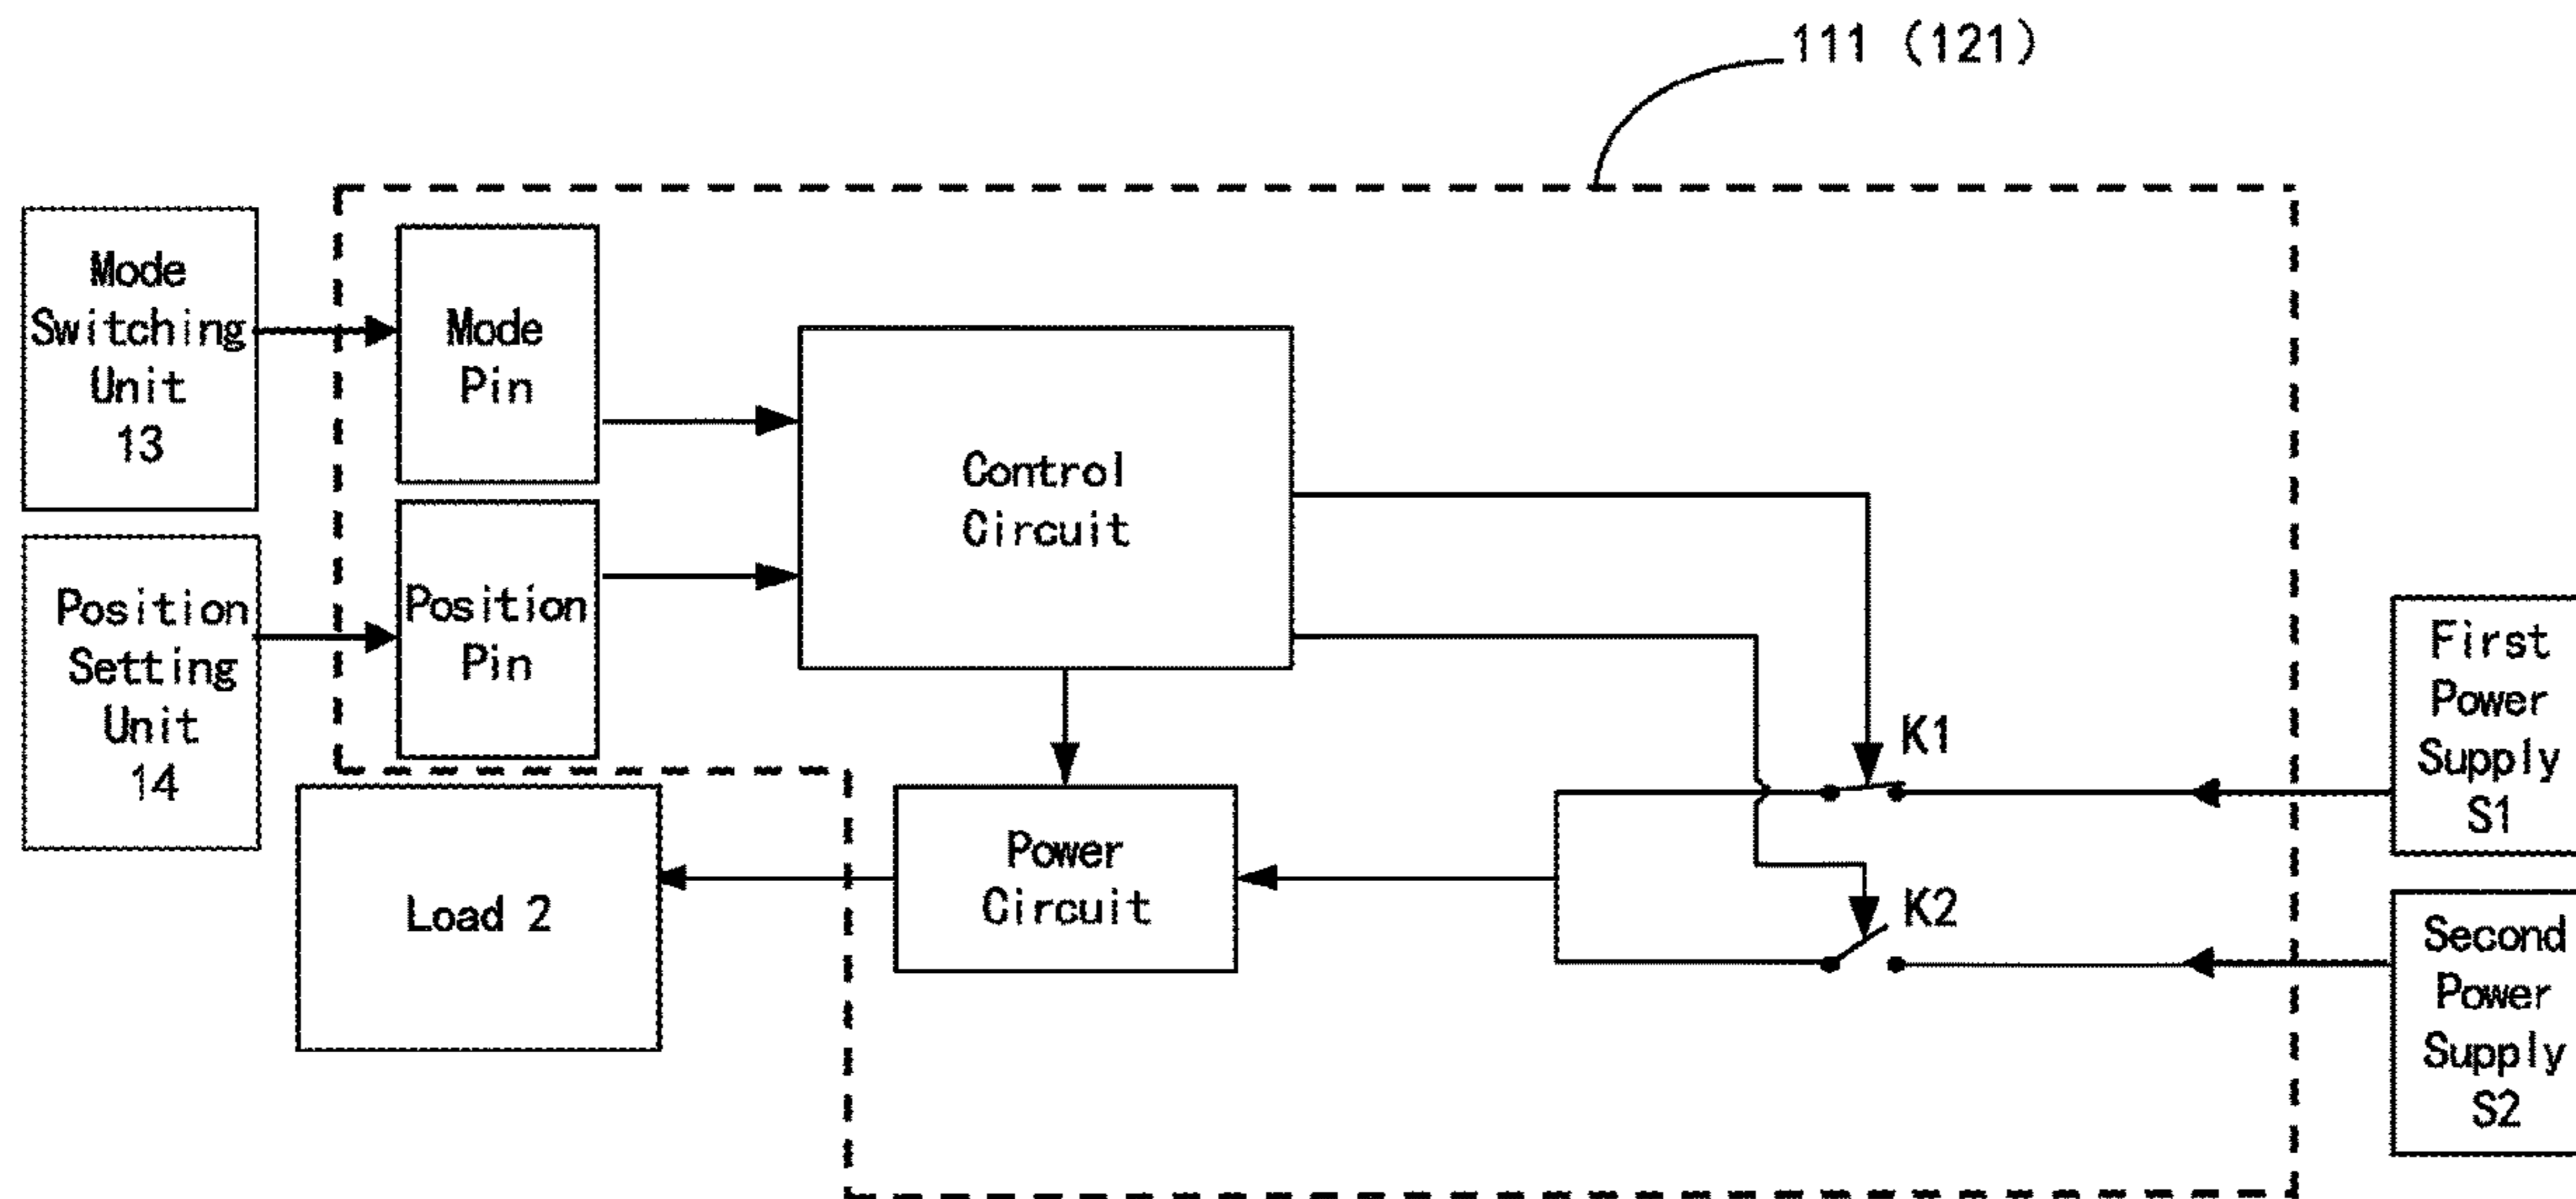 111 (121)
Mode
Switching
Unit
13
Mode
Pin
Control
Circuit
Position
Setting
Unit
14
Position
Pin
K1
First
Power
Supply
S1
Load 2
Power
Circuit
K2
Second
Power
Supply
S2